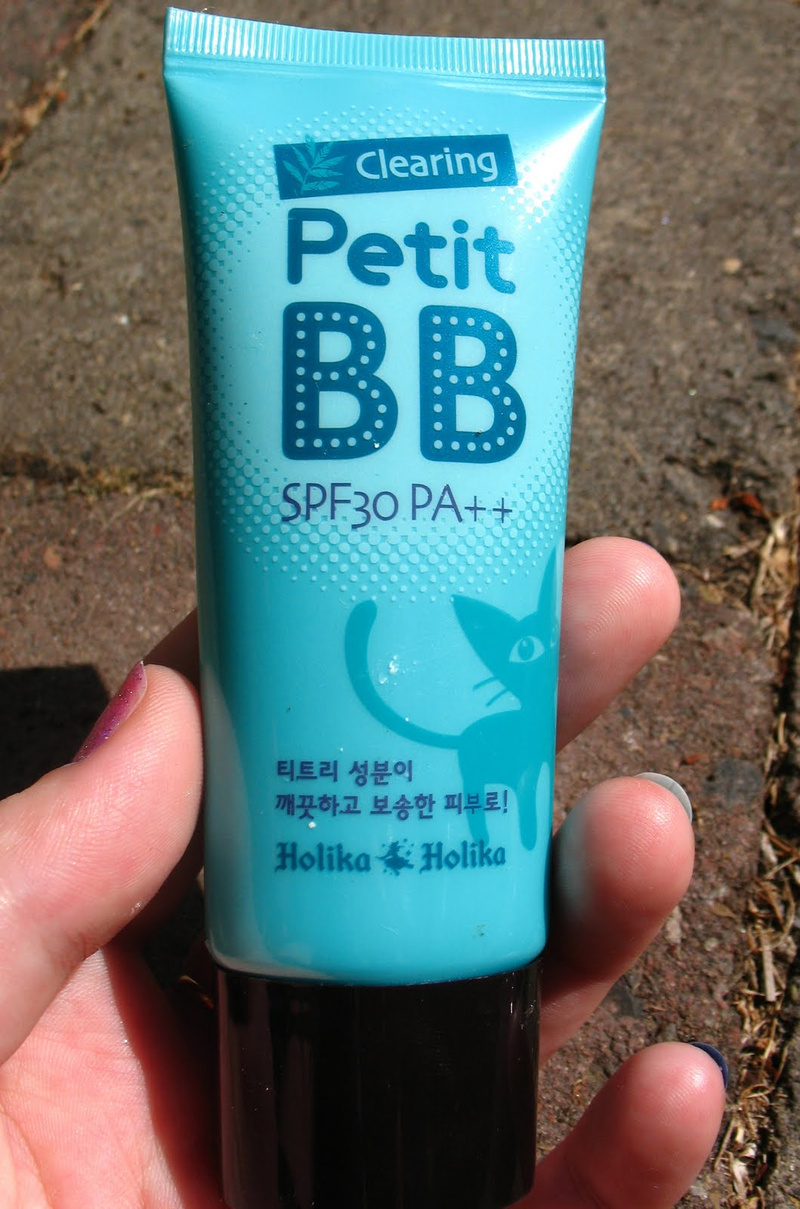 Clearing
Petit
BB
SPF30 PA++
티트리 성분이
깨끗하고 보송한 피부로!
Holika Holika